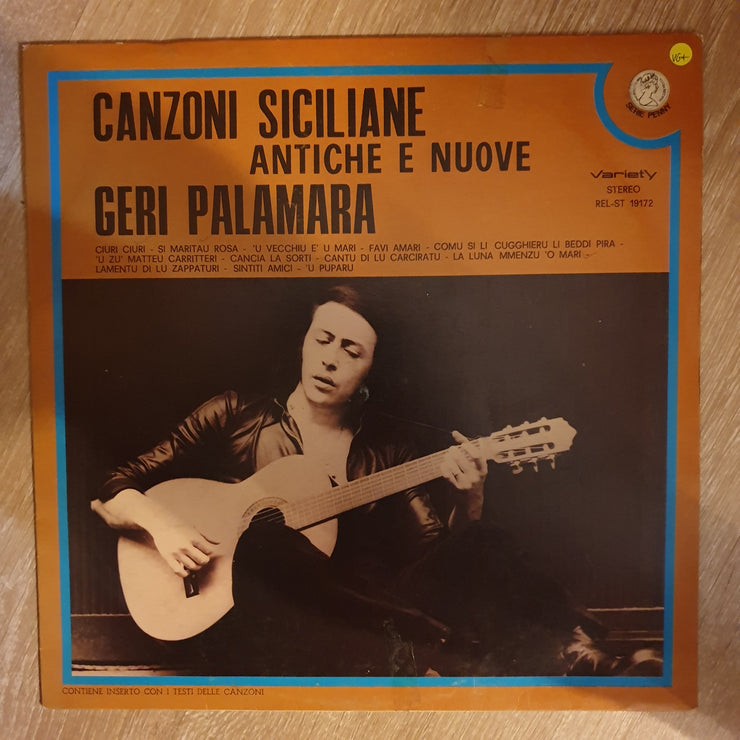 VG+
SERIE PENNY
CANZONI SICILIANE
ANTICHE E NUOVE
GERI PALAMARA
Variety
STEREO
REL-ST 19172
CIURI CIURI - SI MARITAU ROSA - 'U VECCHIU E' U MARI - FAVI AMARI - COMU SI LI CUGGHIERU LI BEDDI PIRA -
'U ZU' MATTEU CARRITTERI - CANCIA LA SORTI - CANTU DI LU CARCIRATU - LA LUNA MMENZU 'O MARI -
LAMENTU DI LU ZAPPATURI - SINTITI AMICI - 'U PUPARU
CONTIENE INSERTO CON I TESTI DELLE CANZONI